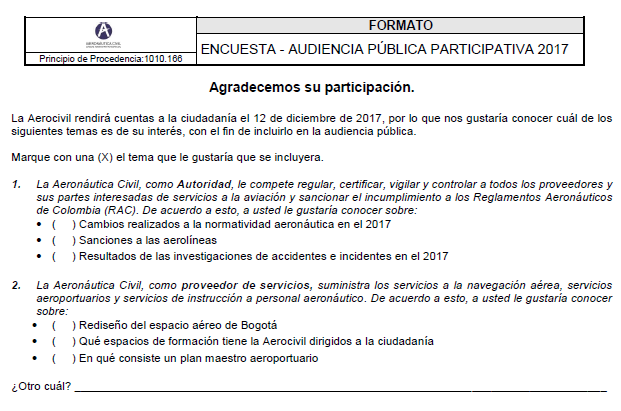 FORMATO
AERONÁUTICA CIVIL
ENCUESTA - AUDIENCIA PÚBLICA PARTICIPATIVA 2017
Principio de Procedencia:1010.166
Agradecemos su participación.
La Aerocivil rendirá cuentas a la ciudadanía el 12 de diciembre de 2017, por lo que nos gustaría conocer cuál de los
siguientes temas es de su interés, con el fin de incluirlo en la audiencia pública.
Marque con una (X) el tema que le gustaría que se incluyera.
1. La Aeronáutica Civil, como Autoridad, le compete regular, certificar, vigilar y controlar a todos los proveedores y
sus partes interesadas de servicios a la aviación y sancionar el incumplimiento a los Reglamentos Aeronáuticos
de Colombia (RAC). De acuerdo a esto, a usted le gustaría conocer sobre:
• ( ) Cambios realizados a la normatividad aeronáutica en el 2017
• ( ) Sanciones a las aerolíneas
• ( ) Resultados de las investigaciones de accidentes e incidentes en el 2017
2. La Aeronáutica Civil, como proveedor de servicios, suministra los servicios a la navegación aérea, servicios
aeroportuarios y servicios de instrucción a personal aeronáutico. De acuerdo a esto, a usted le gustaría conocer
sobre:
• ( ) Rediseño del espacio aéreo de Bogotá
• ( ) Qué espacios de formación tiene la Aerocivil dirigidos a la ciudadanía
• ( ) En qué consiste un plan maestro aeroportuario
¿Otro cuál? ____________________